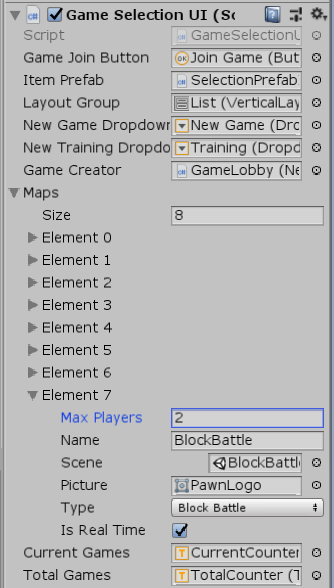 Game Selection UI (Sc
Script GameSelectionU
Game Join Button Join Game (But
Item Prefab SelectionPrefab
Layout Group List (VerticalLay
New Game Dropdown New Game (Dro
New Training Dropdo Training (Dropd
Game Creator GameLobby (Ne
Maps
Size 8
Element 0
Element 1
Element 2
Element 3
Element 4
Element 5
Element 6
Element 7
Max Players 2
Name BlockBattle
Scene BlockBattl
Picture PawnLogo
Type Block Battle
Is Real Time
Current Games CurrentCounter
Total Games TotalCounter (T